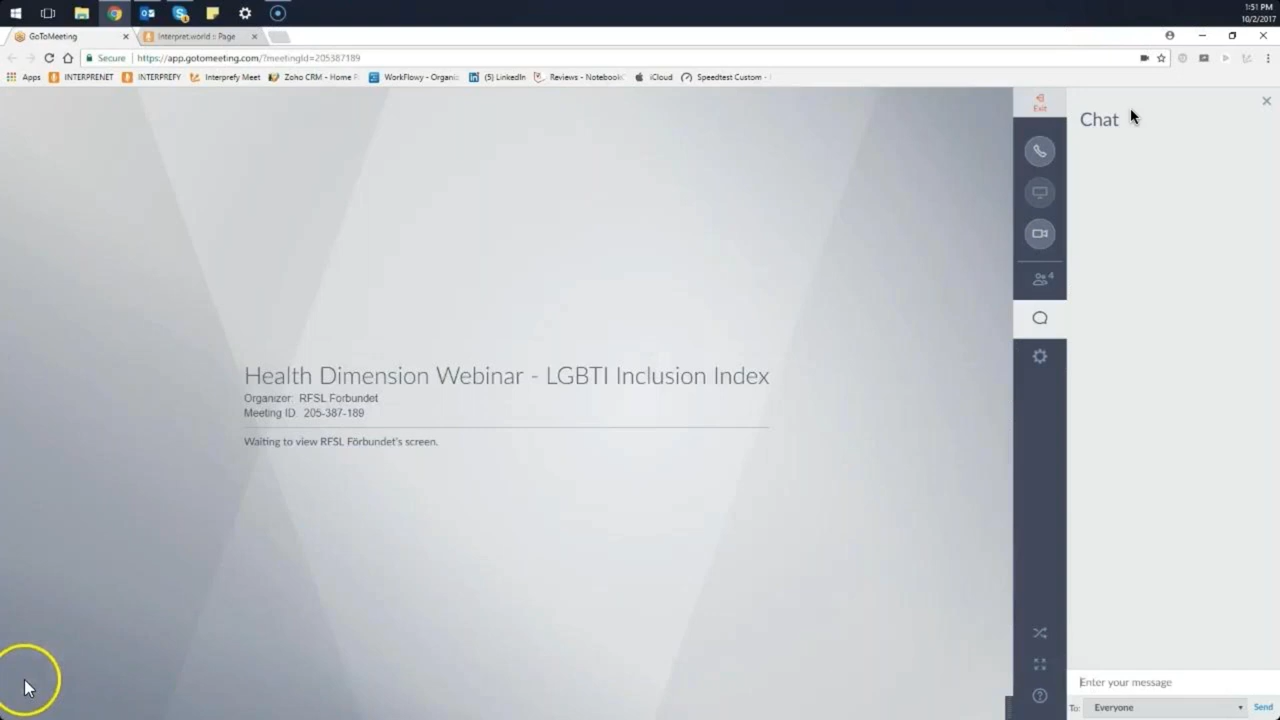 1:51 PM
10/2/2017
GoToMeeting
Interpret.world :: Page
Secure
https://app.gotomeeting.com/?meetingId=205387189
Apps INTERPRENET INTERPREFY Interprefy Meet Zoho CRM - Home WorkFlowy - Organi (5) LinkedIn Reviews - Notebook iCloud Speedtest Custom -
Exit
Chat
4
Health Dimension Webinar - LGBTI Inclusion Index
Organizer: RFSL Förbundet
Meeting ID: 205-387-189
Waiting to view RFSL Förbundet's screen.
Enter your message
To: Everyone Send